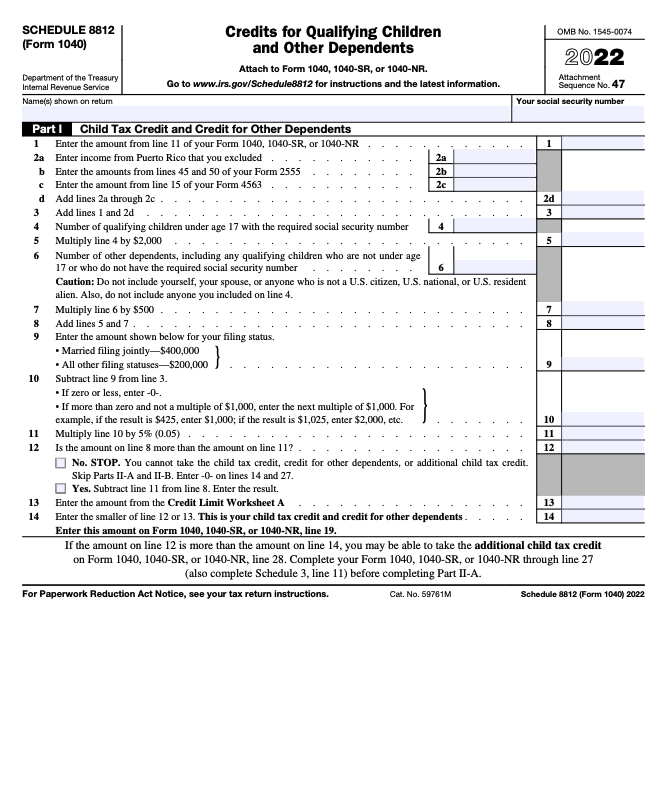 SCHEDULE 8812
(Form 1040)
Department of the Treasury
Internal Revenue Service
Credits for Qualifying Children
and Other Dependents
Attach to Form 1040, 1040-SR, or 1040-NR.
Go to www.irs.gov/Schedule8812 for instructions and the latest information.
OMB No. 1545-0074
2022
Attachment
Sequence No. 47
Name(s) shown on return
Your social security number
Part I Child Tax Credit and Credit for Other Dependents
1 Enter the amount from line 11 of your Form 1040, 1040-SR, or 1040-NR . . . . . . . . . . . . 1
2a Enter income from Puerto Rico that you excluded . . . . . . . . . . . 2a
b Enter the amounts from lines 45 and 50 of your Form 2555 . . . . . . . . 2b
c Enter the amount from line 15 of your Form 4563 . . . . . . . . . . . 2c
d Add lines 2a through 2c . . . . . . . . . . . . . . . . . . . . . . . . . . 2d
3 Add lines 1 and 2d . . . . . . . . . . . . . . . . . . . . . . . . . . . . 3
4 Number of qualifying children under age 17 with the required social security number 4
5 Multiply line 4 by $2,000 . . . . . . . . . . . . . . . . . . . . . . . . . . 5
6 Number of other dependents, including any qualifying children who are not under age
17 or who do not have the required social security number . . . . . . . . 6
Caution: Do not include yourself, your spouse, or anyone who is not a U.S. citizen, U.S. national, or U.S. resident
alien. Also, do not include anyone you included on line 4.
7 Multiply line 6 by $500 . . . . . . . . . . . . . . . . . . . . . . . . . . . 7
8 Add lines 5 and 7 . . . . . . . . . . . . . . . . . . . . . . . . . . . . 8
9 Enter the amount shown below for your filing status.
• Married filing jointly—$400,000
• All other filing statuses—$200,000 } . . . . . . . . . . . . . . . . . . . . . . 9
10 Subtract line 9 from line 3.
• If zero or less, enter -0-.
• If more than zero and not a multiple of $1,000, enter the next multiple of $1,000. For
example, if the result is $425, enter $1,000; if the result is $1,025, enter $2,000, etc. } . . . . . . . 10
11 Multiply line 10 by 5% (0.05) . . . . . . . . . . . . . . . . . . . . . . . . . 11
12 Is the amount on line 8 more than the amount on line 11? . . . . . . . . . . . . . . . . . 12
No. STOP. You cannot take the child tax credit, credit for other dependents, or additional child tax credit.
Skip Parts II-A and II-B. Enter -0- on lines 14 and 27.
Yes. Subtract line 11 from line 8. Enter the result.
13 Enter the amount from the Credit Limit Worksheet A . . . . . . . . . . . . . . . . . 13
14 Enter the smaller of line 12 or 13. This is your child tax credit and credit for other dependents . . . . . 14
Enter this amount on Form 1040, 1040-SR, or 1040-NR, line 19.
If the amount on line 12 is more than the amount on line 14, you may be able to take the additional child tax credit
on Form 1040, 1040-SR, or 1040-NR, line 28. Complete your Form 1040, 1040-SR, or 1040-NR through line 27
(also complete Schedule 3, line 11) before completing Part II-A.
For Paperwork Reduction Act Notice, see your tax return instructions. Cat. No. 59761M Schedule 8812 (Form 1040) 2022